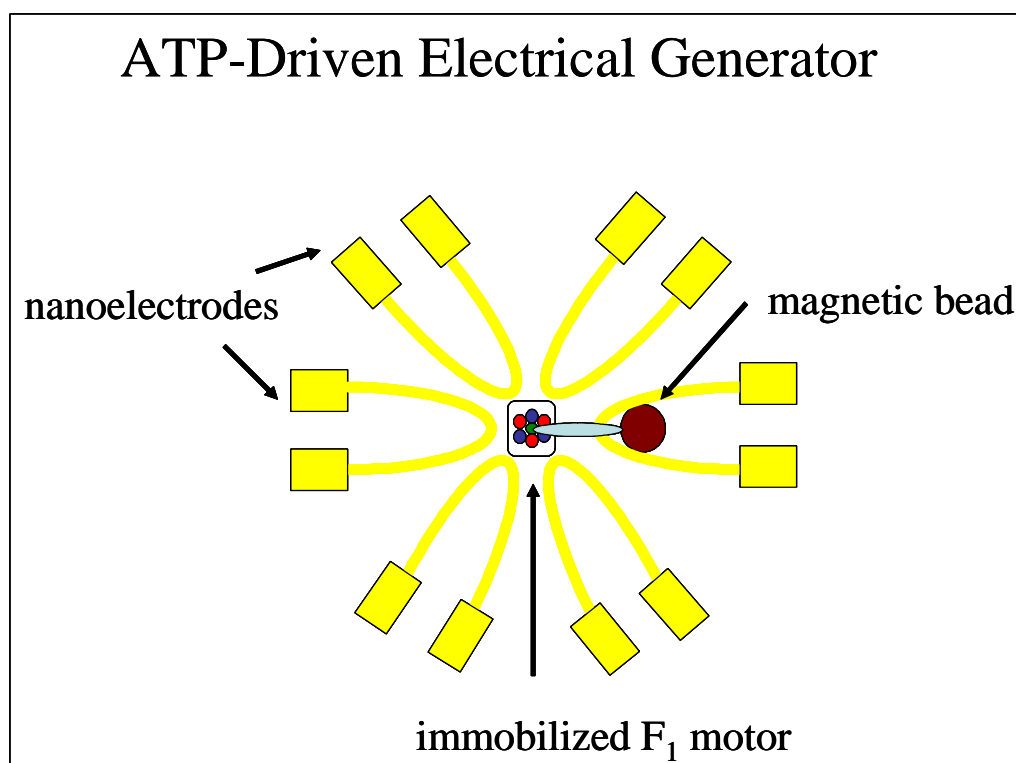 ATP-Driven Electrical Generator
nanoelectrodes
magnetic bead
immobilized F₁ motor